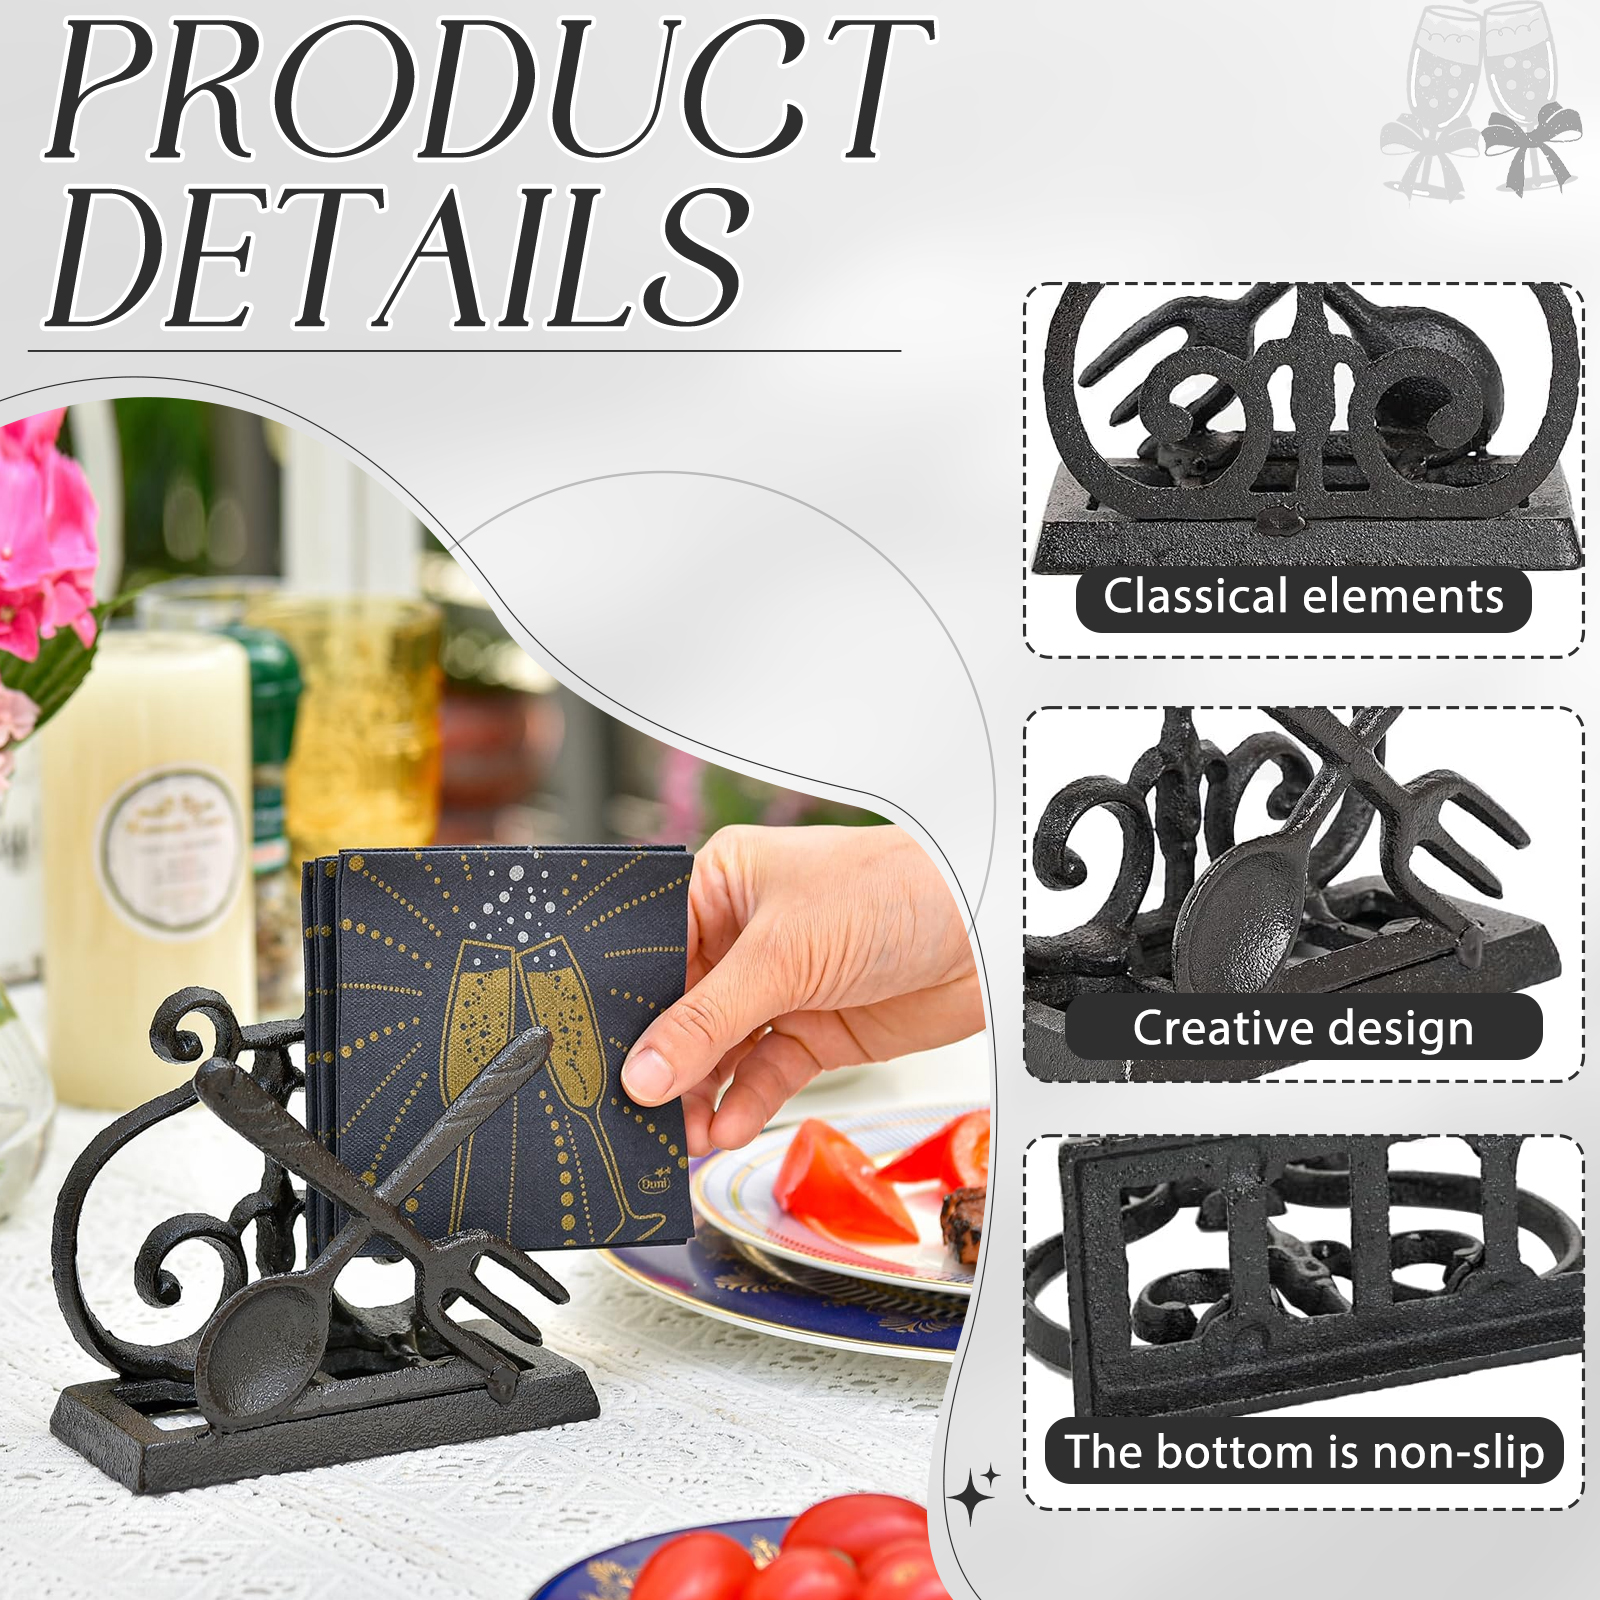 PRODUCT
DETAILS
Classical elements
Creative design
The bottom is non-slip
Duni